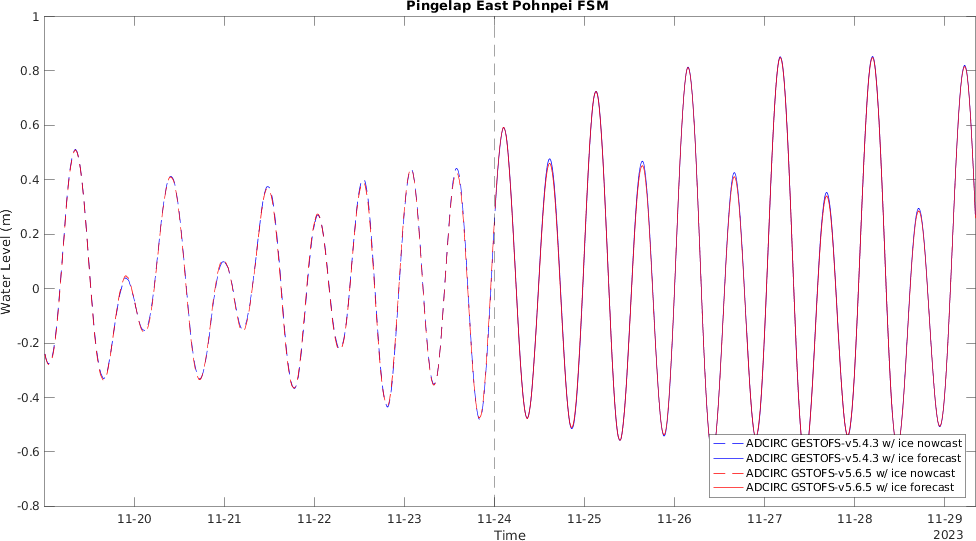 Pingelap East Pohnpei FSM
1
0.8
0.6
0.4
0.2
0
-0.2
-0.4
-0.6
-0.8
Water Level (m)
ADCIRC GESTOFS-v5.4.3 w/ ice nowcast
ADCIRC GESTOFS-v5.4.3 w/ ice forecast
ADCIRC GSTOFS-v5.6.5 w/ ice nowcast
ADCIRC GSTOFS-v5.6.5 w/ ice forecast
11-20 11-21 11-22 11-23 11-24 11-25 11-26 11-27 11-28 11-29
Time
2023